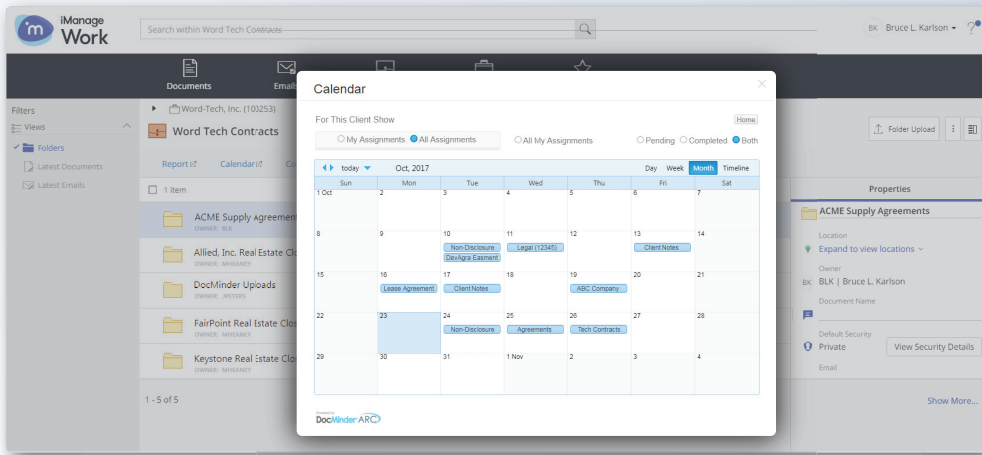 iManage
Work
Search within Word Tech Contracts
BK Bruce L. Karlson
?
Documents
Emails
Filters
Views
Folders
Latest Documents
Latest Emails
Word-Tech, Inc. (102253)
Word Tech Contracts
Folder Upload
Report
Calendar
Co
1 item
ACME Supply Agreemen
OWNER: BLK
Allied, Inc. Real Estate Clo
OWNER: MHEANEY
DocMinder Uploads
OWNER: JPETERS
FairPoint Real Estate Clos
OWNER: MHEANEY
Keystone Real Estate Clo
OWNER: MHEANEY
1 - 5 of 5
Calendar
For This Client Show
Home
My Assignments All Assignments All My Assignments Pending Completed Both
today Oct, 2017 Day Week Month Timeline
Sun Mon Tue Wed Thu Fri Sat
1 Oct 2 3 4 5 6 7
8 9 10 11 12 13 14
Non-Disclosure Legal (12345) Client Notes
DevAgra Easment
15 16 17 18 19 20 21
Lease Agreement Client Notes ABC Company
22 23 24 25 26 27 28
Non-Disclosure Agreements Tech Contracts
29 30 31 1 Nov 2 3 4
DocMinder ARC
Properties
ACME Supply Agreements
Location
Expand to view locations
Owner
BK BLK | Bruce L. Karlson
Document Name
Default Security
Private View Security Details
Email
Show More...